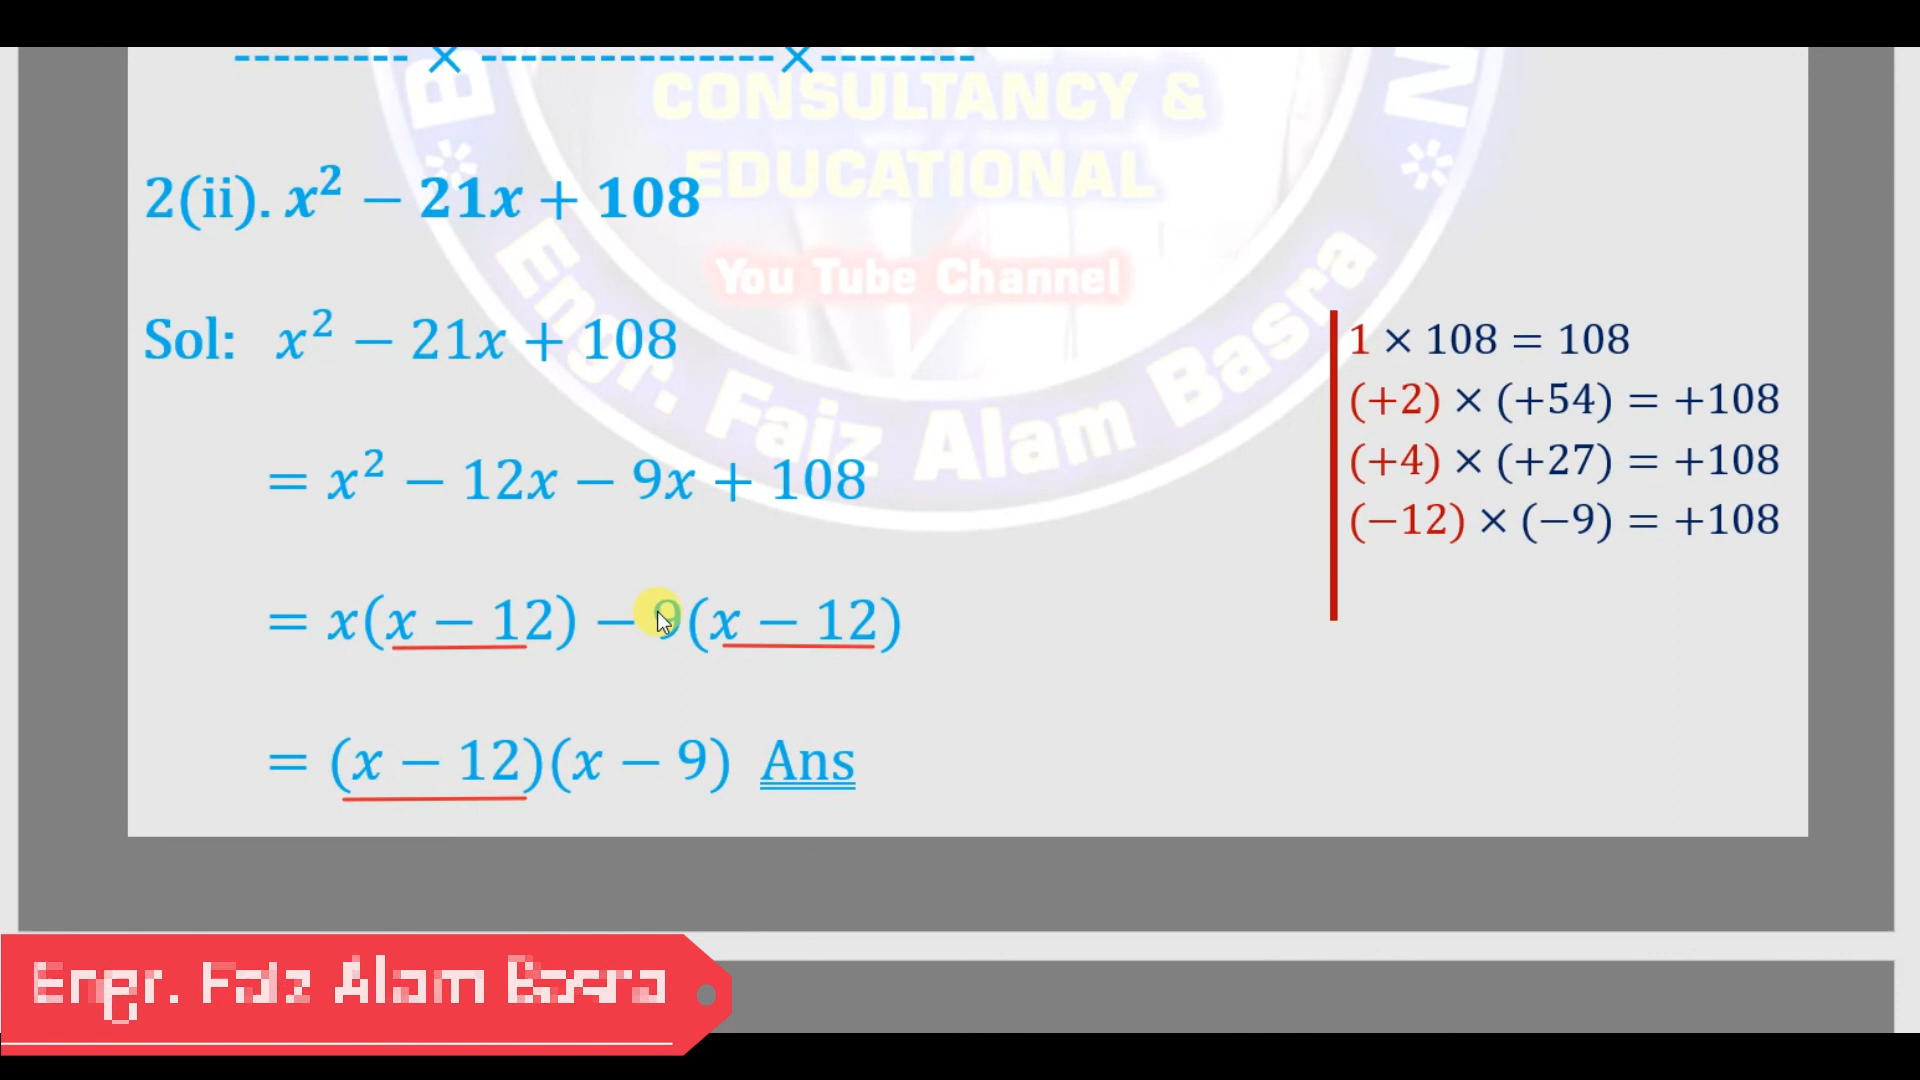 --------- × ---------------×--------
CONSULTANCY &
EDUCATIONAL
You Tube Channel
Engr. Faiz Alam Basra
2(ii). x² − 21x + 108
Sol: x² − 21x + 108
= x² − 12x − 9x + 108
= x(x − 12) − 9(x − 12)
= (x − 12)(x − 9) Ans
1 × 108 = 108
(+2) × (+54) = +108
(+4) × (+27) = +108
(−12) × (−9) = +108
Engr. Faiz Alam Basra